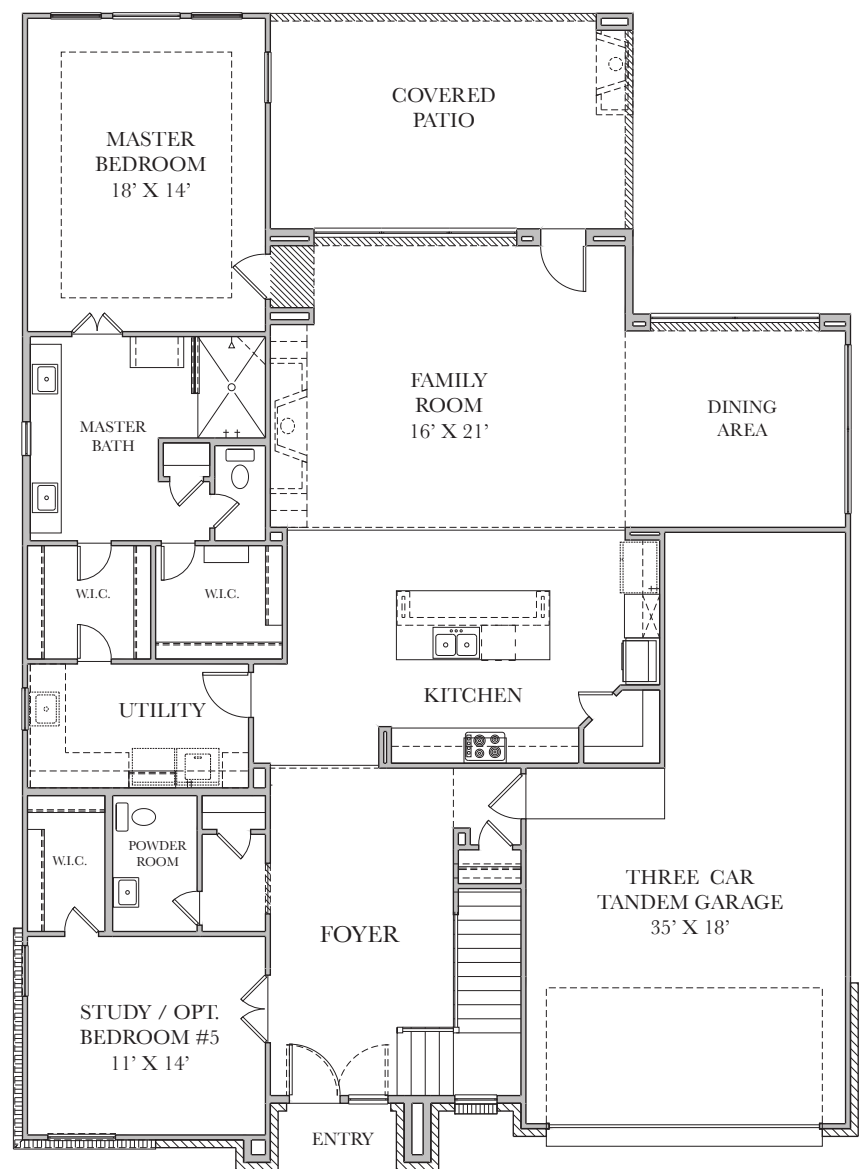 COVERED
PATIO
MASTER
BEDROOM
18’ X 14’
FAMILY
ROOM
16’ X 21’
DINING
AREA
MASTER
BATH
W.I.C.
W.I.C.
KITCHEN
UTILITY
W.I.C.
POWDER
ROOM
THREE CAR
TANDEM GARAGE
35’ X 18’
FOYER
STUDY / OPT.
BEDROOM #5
11’ X 14’
ENTRY